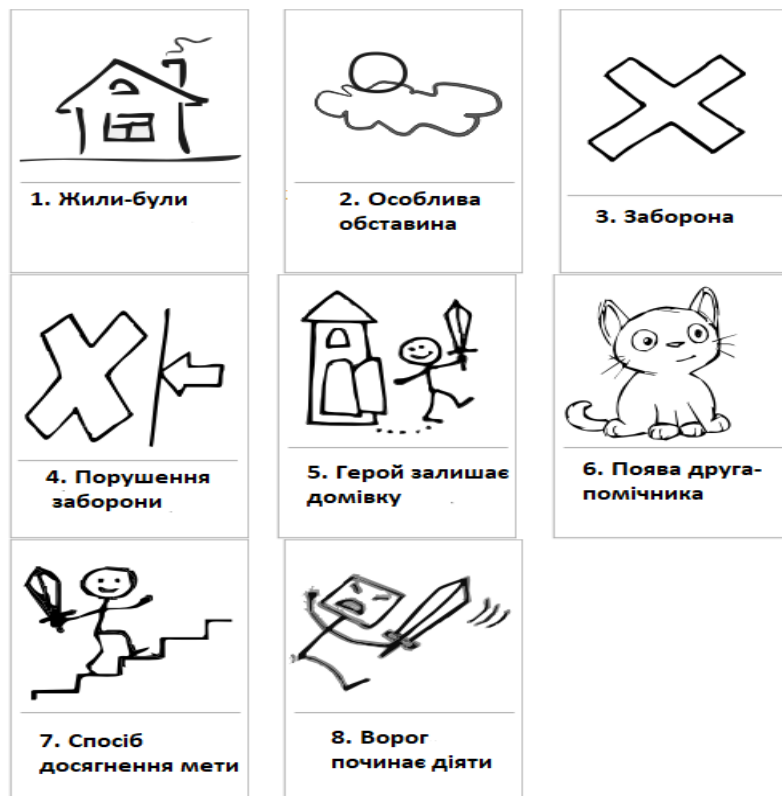 1. Жили-були
2. Особлива
обставина
3. Заборона
4. Порушення
заборони
5. Герой залишає
домівку
6. Поява друга-
помічника
7. Спосіб
досягнення мети
8. Ворог
починає діяти